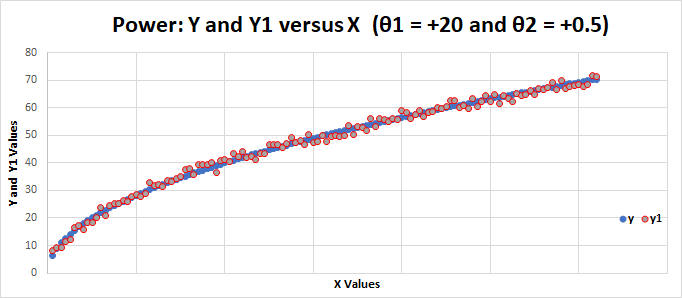 Power: Y and Y1 versus X (θ1 = +20 and θ2 = +0.5)
80
70
60
50
40
30
20
10
0
Y and Y1 Values
X Values
y y1